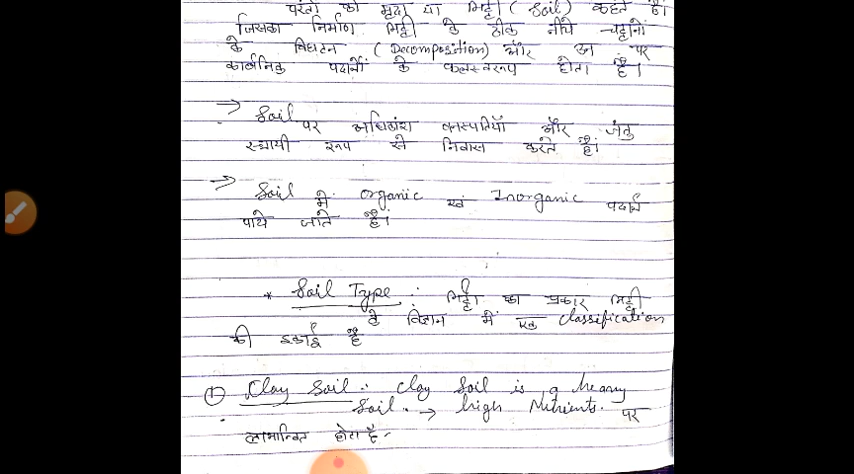 परतों को मृदा या मिट्टी (Soil) कहते हैं।
जिसका निर्माण मिट्टी के ठीक नीचे चट्टानों
के विघटन (Decomposition) और उन पर
कार्बनिक पदार्थों के फलस्वरूप होता है।
→ Soil पर अधिकांश वनस्पतियाँ और जंतु
स्थायी रूप से निवास करते हैं।
→ Soil में Organic एवं Inorganic पदार्थ
पाये जाते हैं।
* Soil Type : मिट्टी का प्रकार मिट्टी
के विज्ञान में एक Classification
की इकाई है
① Clay Soil :- Clay Soil is a heavy
Soil. → high Nutrients. पर
लाभान्वित होता है-